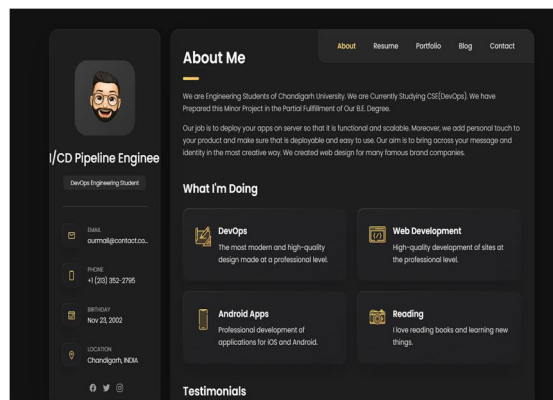 I/CD Pipeline Enginee
DevOps Engineering Student
EMAIL
ourmail@contact.co...
PHONE
+1 (213) 352-2795
BIRTHDAY
Nov 23, 2002
LOCATION
Chandigarh, INDIA
About
Resume
Portfolio
Blog
Contact
About Me
We are Engineering Students of Chandigarh University. We are Currently Studying CSE(DevOps). We have
Prepared this Minor Project in the Partial Fullfillment of Our B.E. Degree.
Our job is to deploy your apps on server so that it is functional and scalable. Moreover, we add personal touch to
your product and make sure that is deployable and easy to use. Our aim is to bring across your message and
identity in the most creative way. We created web design for many famous brand companies.
What I'm Doing
DevOps
The most modern and high-quality
design made at a professional level.
Web Development
High-quality development of sites at
the professional level.
Android Apps
Professional development of
applications for iOS and Android.
Reading
I love reading books and learning new
things.
Testimonials